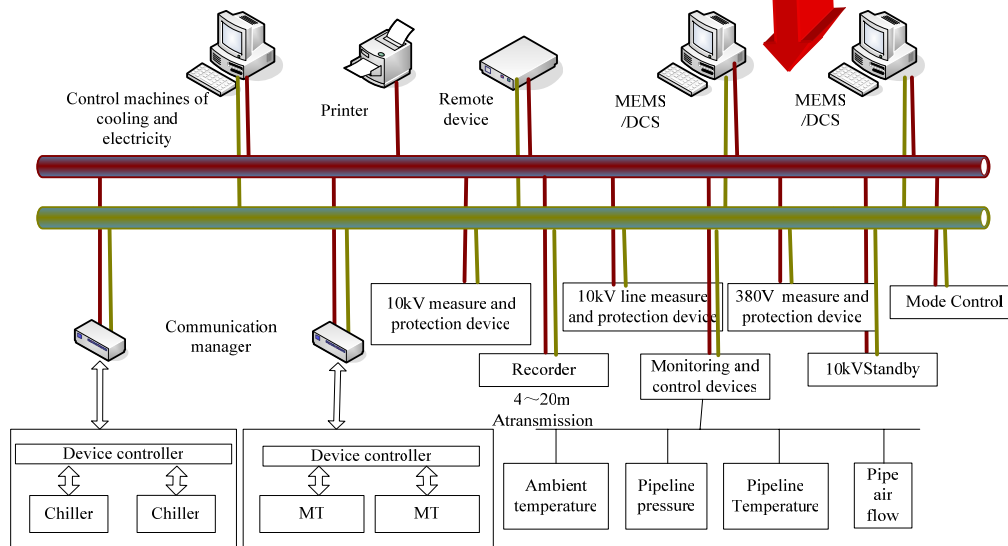 Control machines of
cooling and
electricity
Printer
Remote
device
MEMS
/DCS
MEMS
/DCS
10kV measure and
protection device
10kV line measure
and protection device
380V measure and
protection device
Mode Control
Communication
manager
Recorder
4～20m
Atransmission
Monitoring and
control devices
10kVStandby
Device controller
Chiller
Chiller
Device controller
MT
MT
Ambient
temperature
Pipeline
pressure
Pipeline
Temperature
Pipe
air
flow